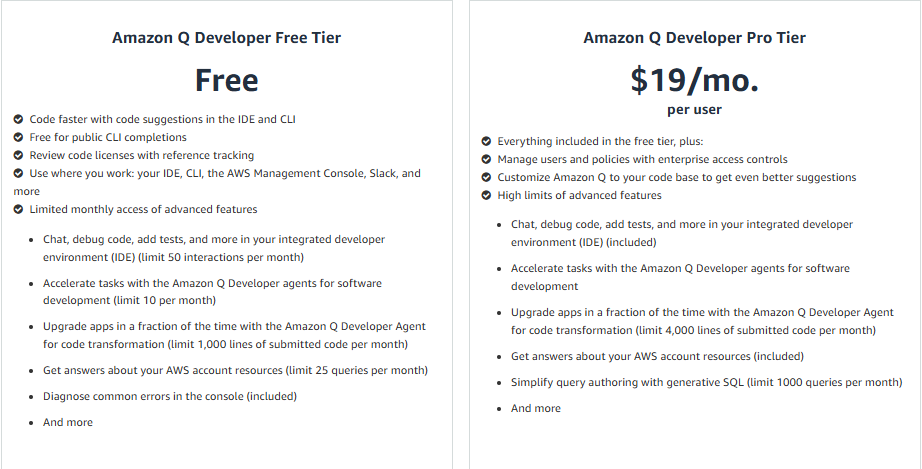 Amazon Q Developer Free Tier
Free
Code faster with code suggestions in the IDE and CLI
Free for public CLI completions
Review code licenses with reference tracking
Use where you work: your IDE, CLI, the AWS Management Console, Slack, and
more
Limited monthly access of advanced features
• Chat, debug code, add tests, and more in your integrated developer
environment (IDE) (limit 50 interactions per month)
• Accelerate tasks with the Amazon Q Developer agents for software
development (limit 10 per month)
• Upgrade apps in a fraction of the time with the Amazon Q Developer Agent
for code transformation (limit 1,000 lines of submitted code per month)
• Get answers about your AWS account resources (limit 25 queries per month)
• Diagnose common errors in the console (included)
• And more
Amazon Q Developer Pro Tier
$19/mo.
per user
Everything included in the free tier, plus:
Manage users and policies with enterprise access controls
Customize Amazon Q to your code base to get even better suggestions
High limits of advanced features
• Chat, debug code, add tests, and more in your integrated developer
environment (IDE) (included)
• Accelerate tasks with the Amazon Q Developer agents for software
development
• Upgrade apps in a fraction of the time with the Amazon Q Developer Agent
for code transformation (limit 4,000 lines of submitted code per month)
• Get answers about your AWS account resources (included)
• Simplify query authoring with generative SQL (limit 1000 queries per month)
• And more